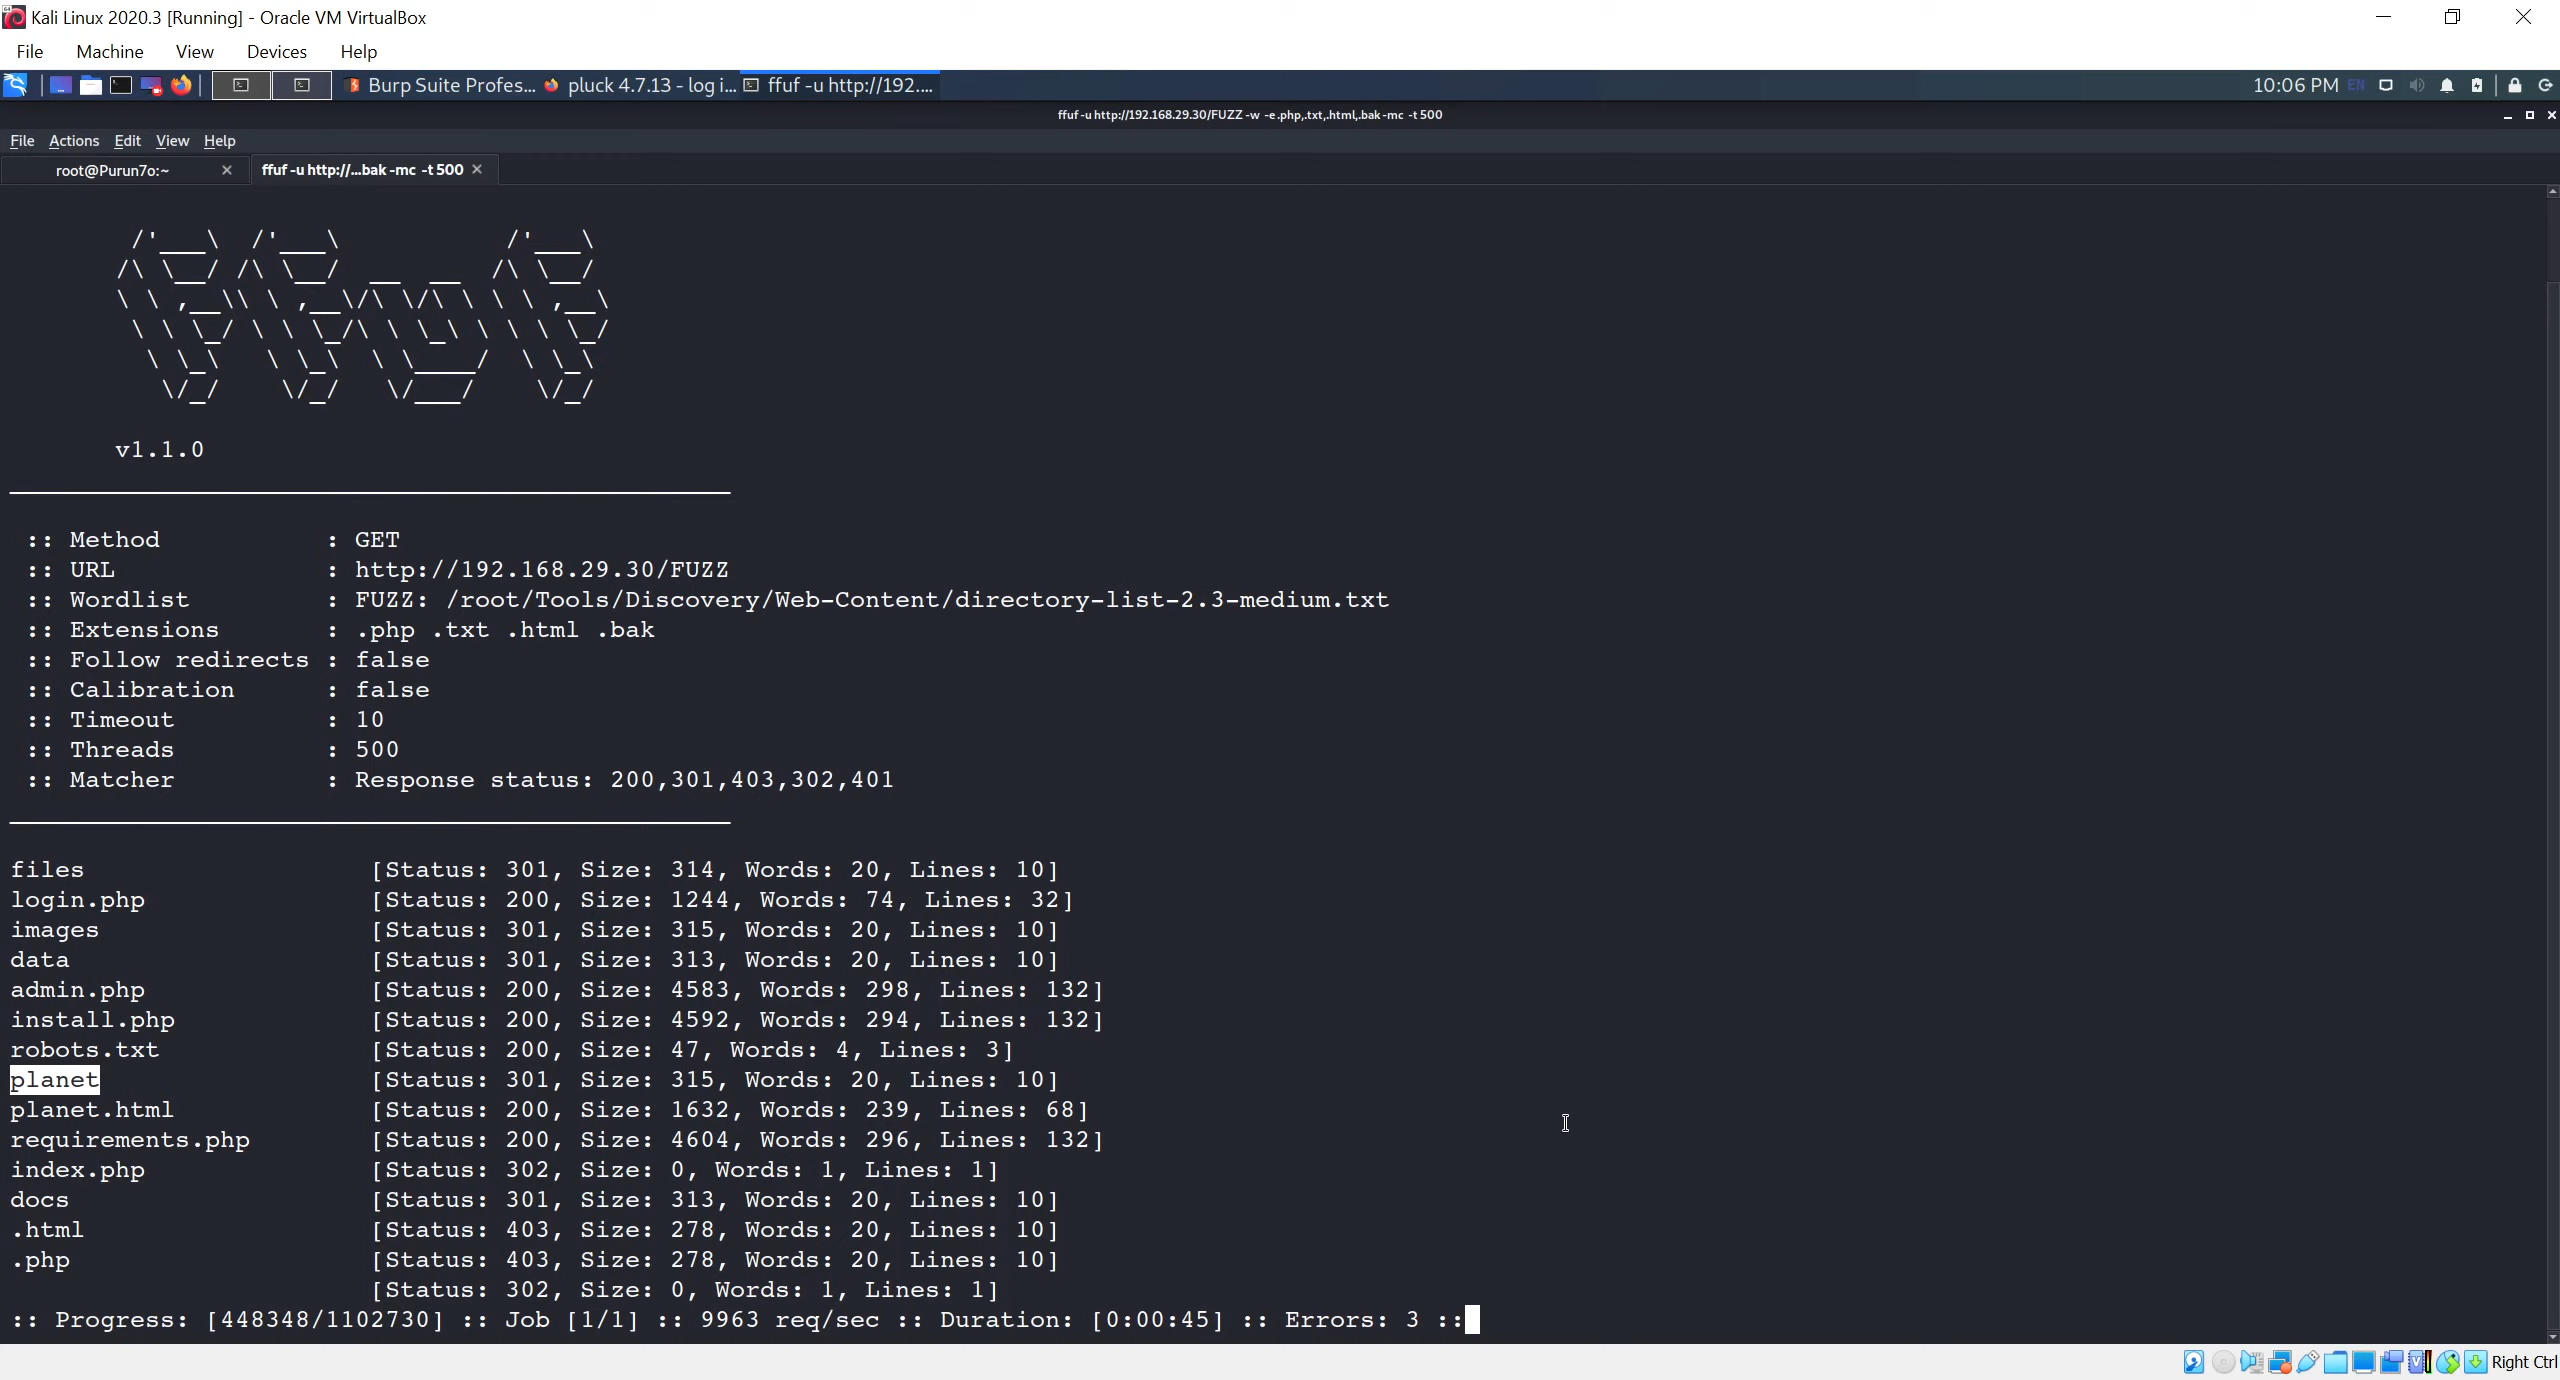 Kali Linux 2020.3 [Running] - Oracle VM VirtualBox
File Machine View Devices Help
Burp Suite Profes... pluck 4.7.13 - log i... ffuf -u http://192.... 10:06 PM EN
ffuf -u http://192.168.29.30/FUZZ -w -e .php,.txt,.html,.bak -mc -t 500
File Actions Edit View Help
root@Purun7o:~ ffuf -u http://...bak -mc -t 500
v1.1.0
:: Method : GET
:: URL : http://192.168.29.30/FUZZ
:: Wordlist : FUZZ: /root/Tools/Discovery/Web-Content/directory-list-2.3-medium.txt
:: Extensions : .php .txt .html .bak
:: Follow redirects : false
:: Calibration : false
:: Timeout : 10
:: Threads : 500
:: Matcher : Response status: 200,301,403,302,401
files [Status: 301, Size: 314, Words: 20, Lines: 10]
login.php [Status: 200, Size: 1244, Words: 74, Lines: 32]
images [Status: 301, Size: 315, Words: 20, Lines: 10]
data [Status: 301, Size: 313, Words: 20, Lines: 10]
admin.php [Status: 200, Size: 4583, Words: 298, Lines: 132]
install.php [Status: 200, Size: 4592, Words: 294, Lines: 132]
robots.txt [Status: 200, Size: 47, Words: 4, Lines: 3]
planet [Status: 301, Size: 315, Words: 20, Lines: 10]
planet.html [Status: 200, Size: 1632, Words: 239, Lines: 68]
requirements.php [Status: 200, Size: 4604, Words: 296, Lines: 132]
index.php [Status: 302, Size: 0, Words: 1, Lines: 1]
docs [Status: 301, Size: 313, Words: 20, Lines: 10]
.html [Status: 403, Size: 278, Words: 20, Lines: 10]
.php [Status: 403, Size: 278, Words: 20, Lines: 10]
[Status: 302, Size: 0, Words: 1, Lines: 1]
:: Progress: [448348/1102730] :: Job [1/1] :: 9963 req/sec :: Duration: [0:00:45] :: Errors: 3 ::
Right Ctrl